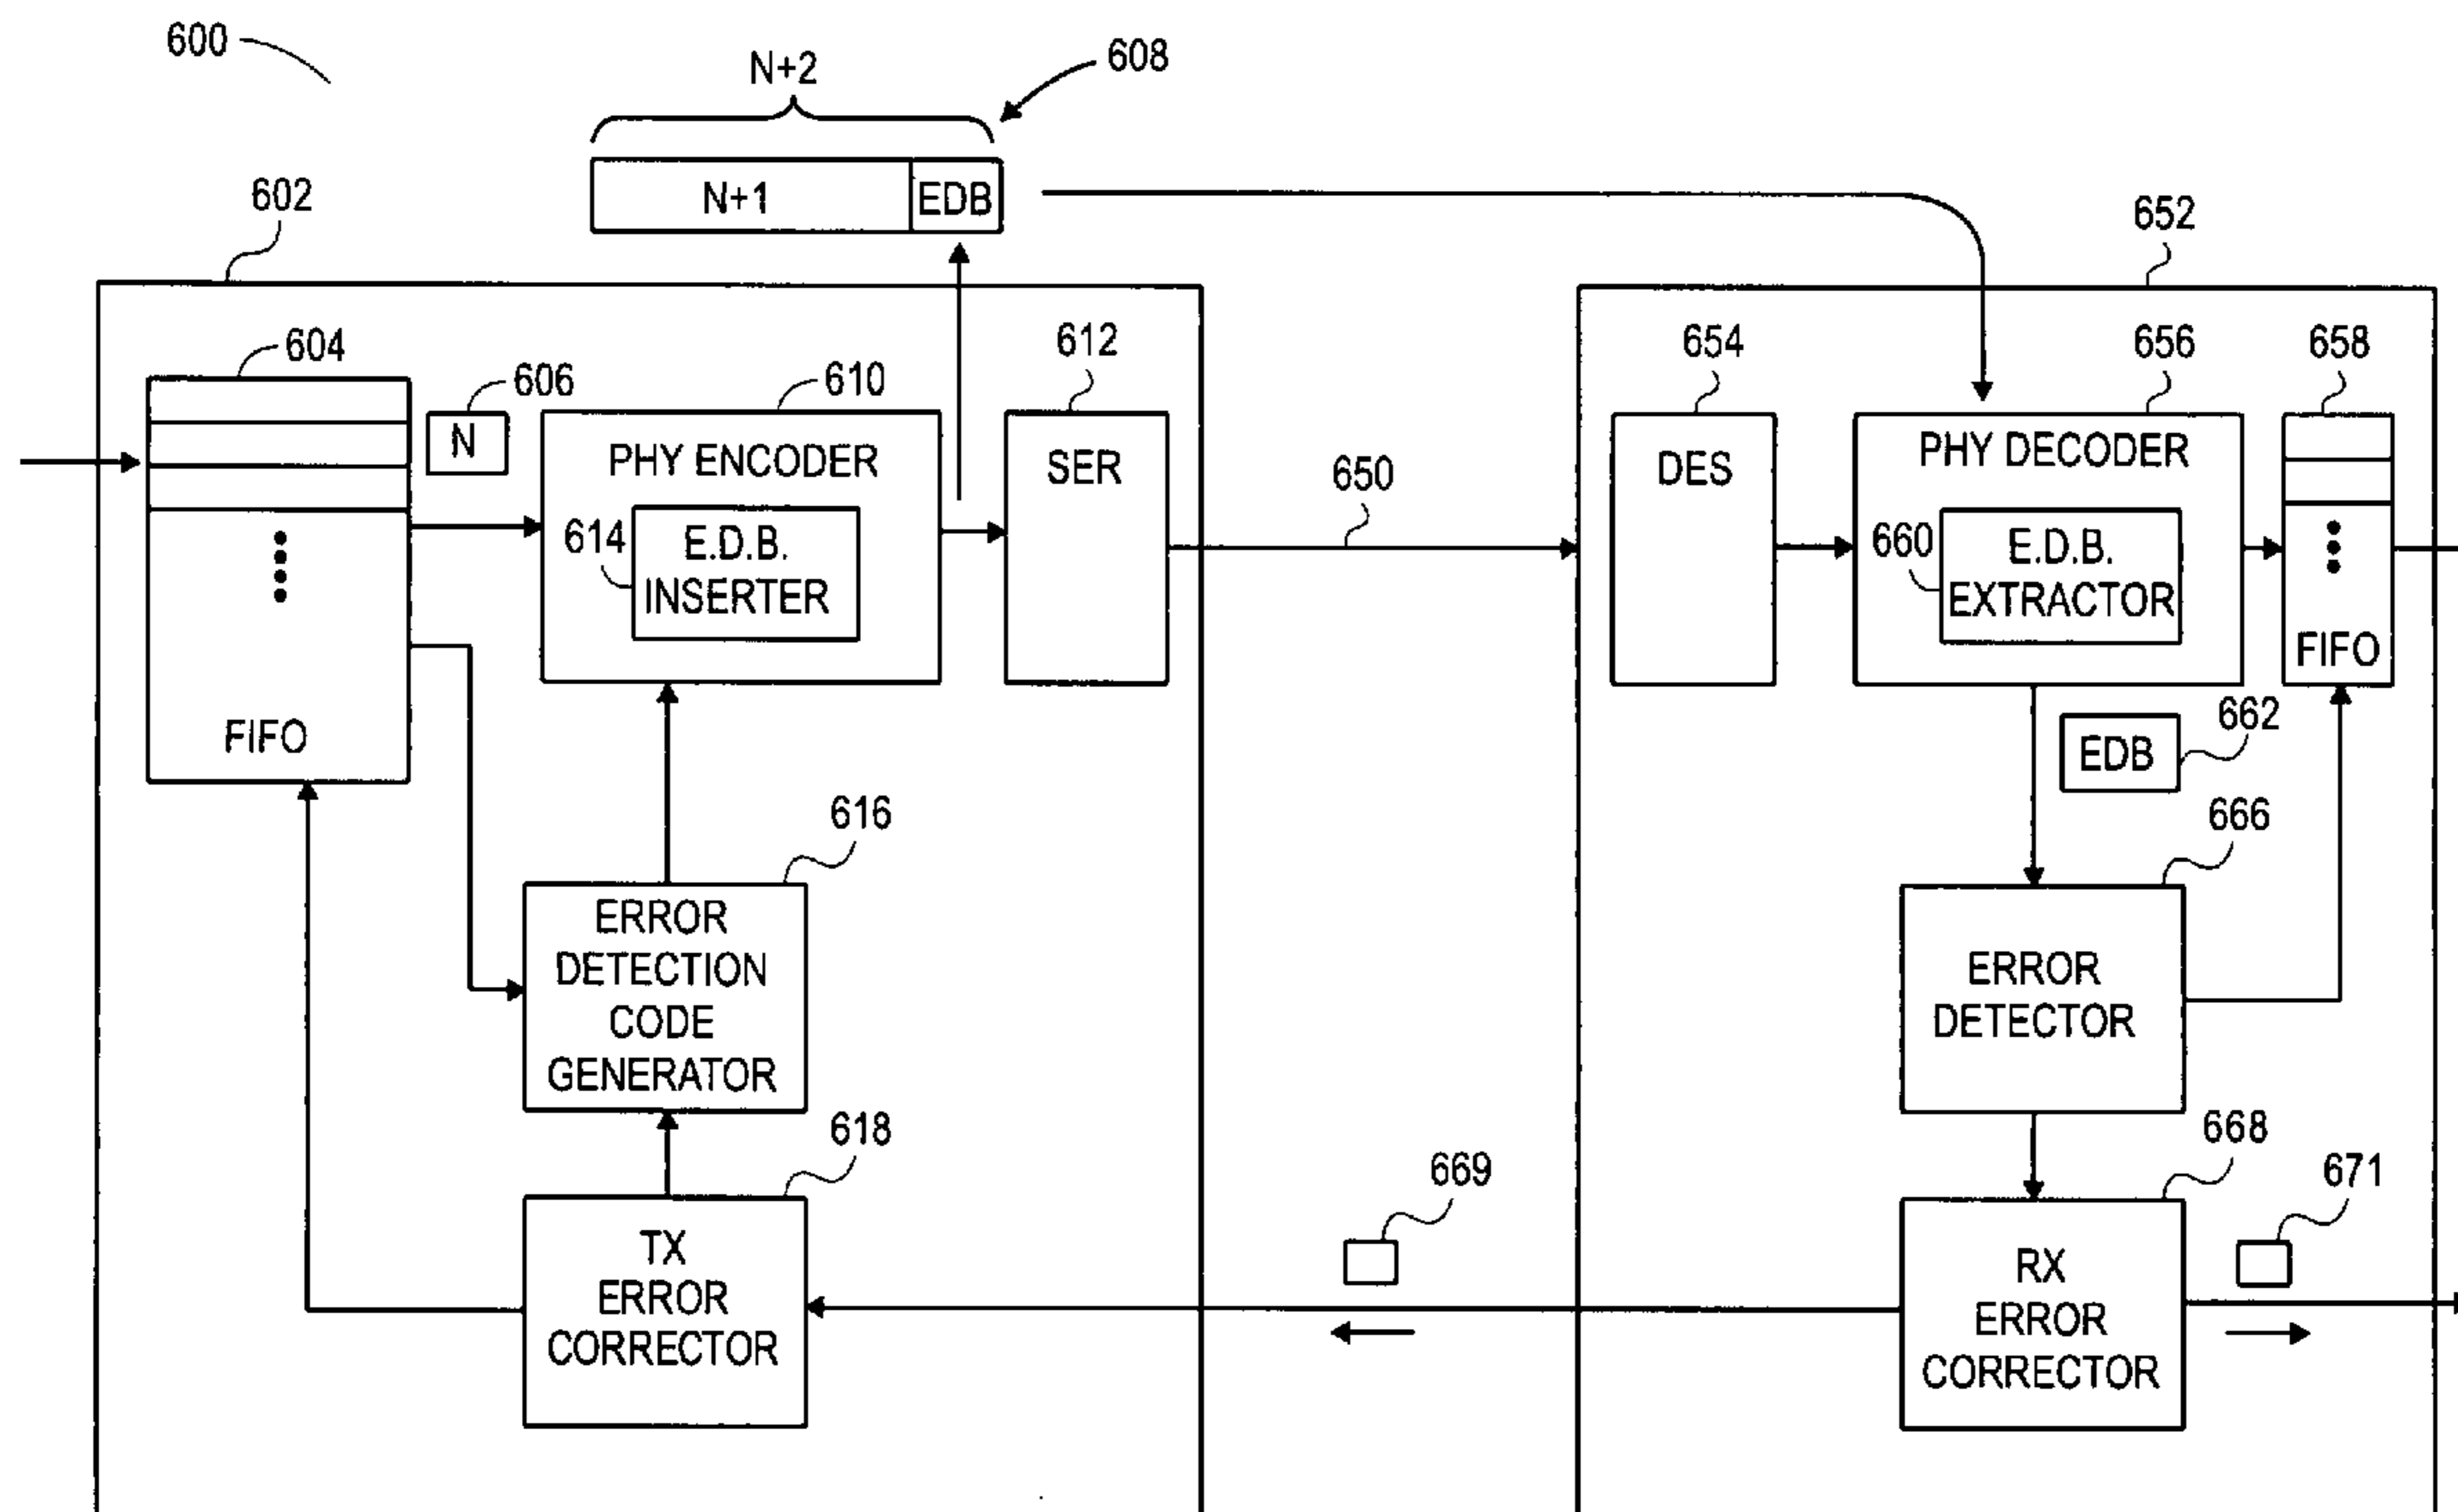 600
N+2
608
N+1
EDB
602
652
604
606
N
610
612
654
656
658
PHY ENCODER
SER
650
DES
PHY DECODER
614
E.D.B.
INSERTER
660
E.D.B.
EXTRACTOR
FIFO
FIFO
EDB
662
616
666
ERROR
DETECTION
CODE
GENERATOR
ERROR
DETECTOR
618
669
668
671
TX
ERROR
CORRECTOR
RX
ERROR
CORRECTOR